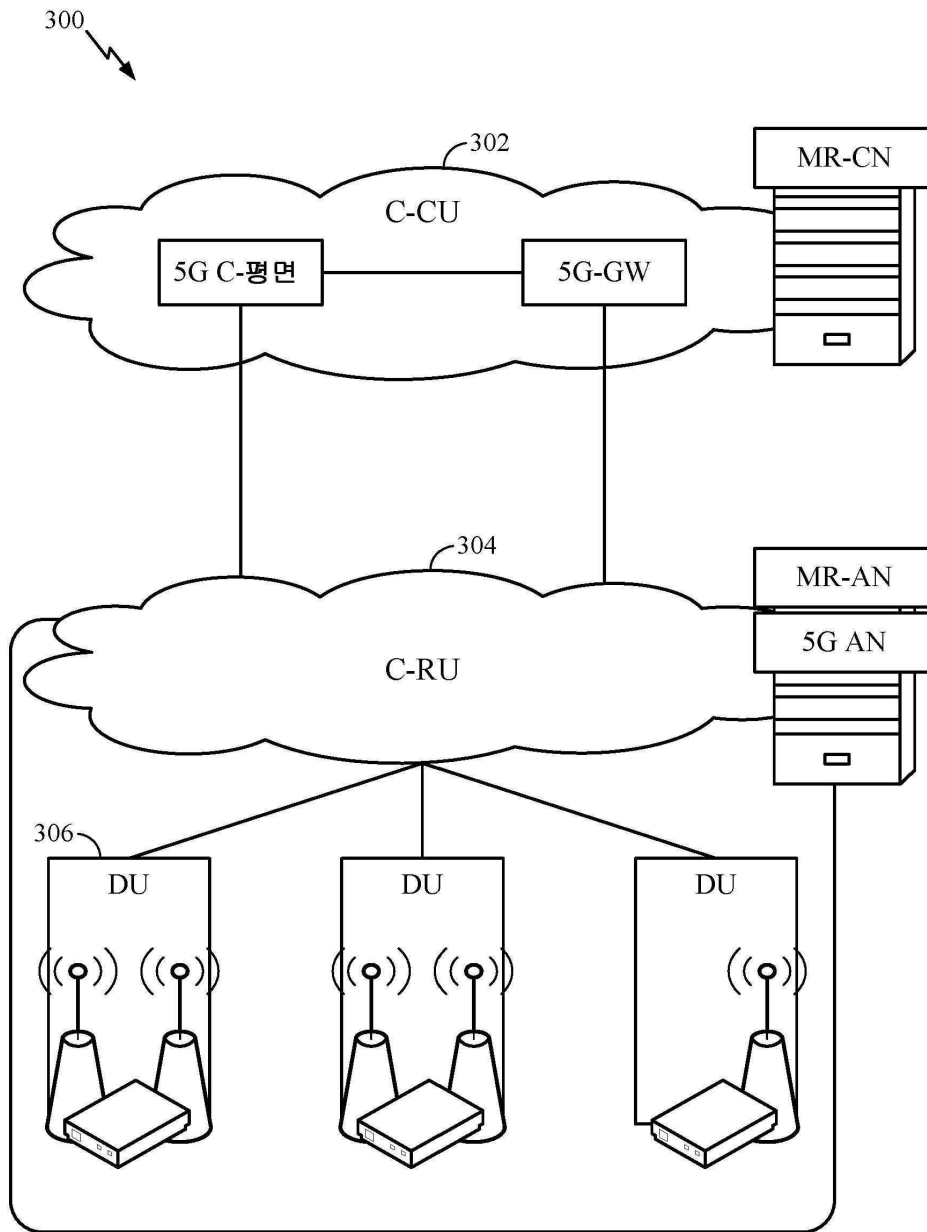 300
302
MR-CN
C-CU
5G C-평면
5G-GW
304
MR-AN
5G AN
C-RU
306
DU
DU
DU